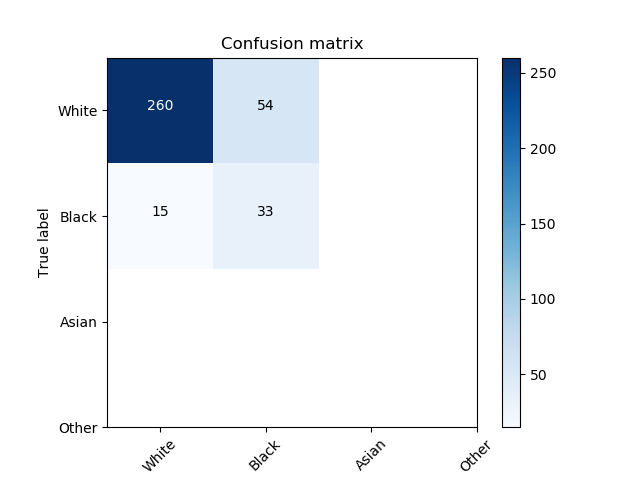 Confusion matrix
White 260 54
Black 15 33
Asian
Other
True label
White Black Asian Other
250
200
150
100
50